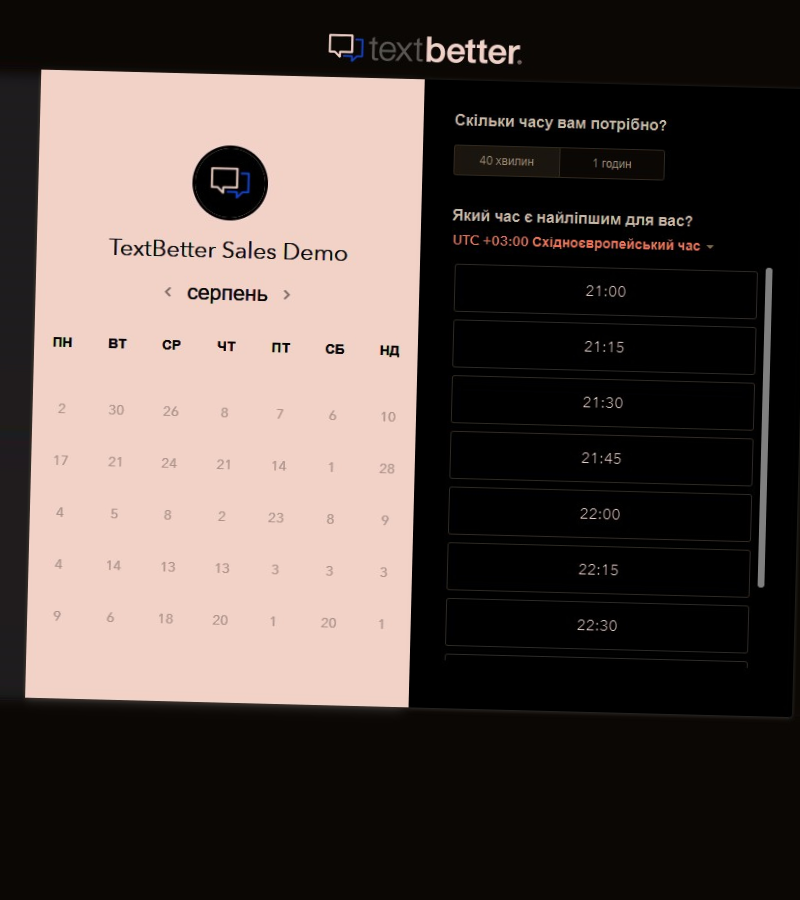 textbetter.
TextBetter Sales Demo
серпень
ПН ВТ СР ЧТ ПТ СБ НД
2 30 26 8 7 6 10
17 21 24 21 14 1 28
4 5 8 2 23 8 9
4 14 13 13 3 3 3
9 6 18 20 1 20 1
Скільки часу вам потрібно?
40 хвилин 1 годин
Який час є найліпшим для вас?
UTC +03:00 Східноєвропейський час
21:00
21:15
21:30
21:45
22:00
22:15
22:30